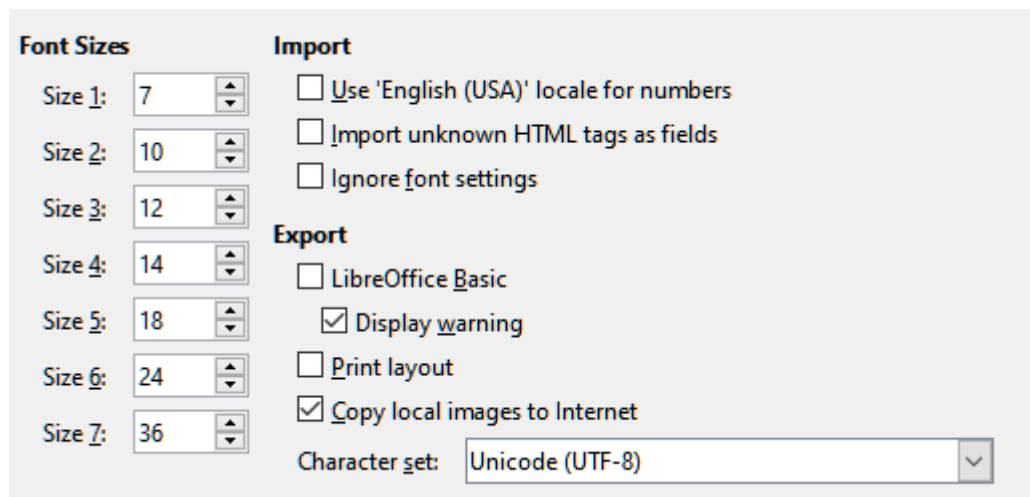 Font Sizes
Size 1: 7
Size 2: 10
Size 3: 12
Size 4: 14
Size 5: 18
Size 6: 24
Size 7: 36
Import
Use 'English (USA)' locale for numbers
Import unknown HTML tags as fields
Ignore font settings
Export
LibreOffice Basic
Display warning
Print layout
Copy local images to Internet
Character set: Unicode (UTF-8)